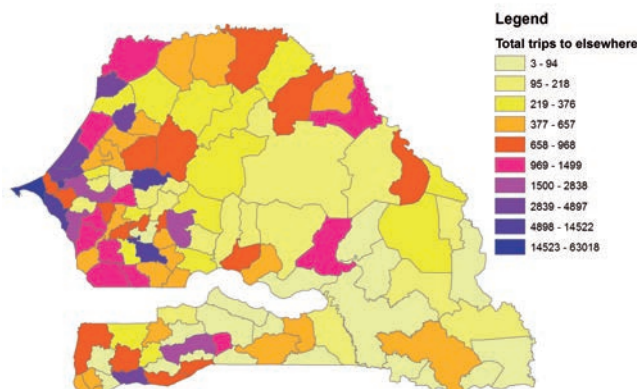 Legend
Total trips to elsewhere
3 - 94
95 - 218
219 - 376
377 - 657
658 - 968
969 - 1499
1500 - 2838
2839 - 4897
4898 - 14522
14523 - 63018